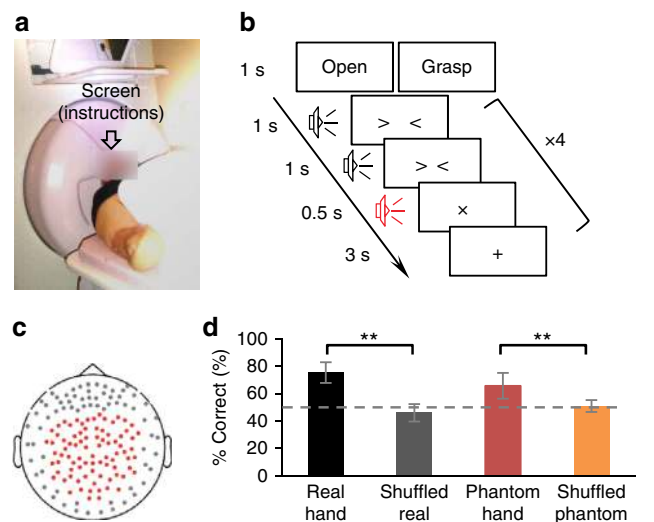 a
Screen
(instructions)
b
1 s
Open
Grasp
1 s
> <
×4
1 s
> <
0.5 s
×
3 s
+
c
d
% Correct (%)
100
80
60
40
20
0
**
**
Real
hand
Shuffled
real
Phantom
hand
Shuffled
phantom